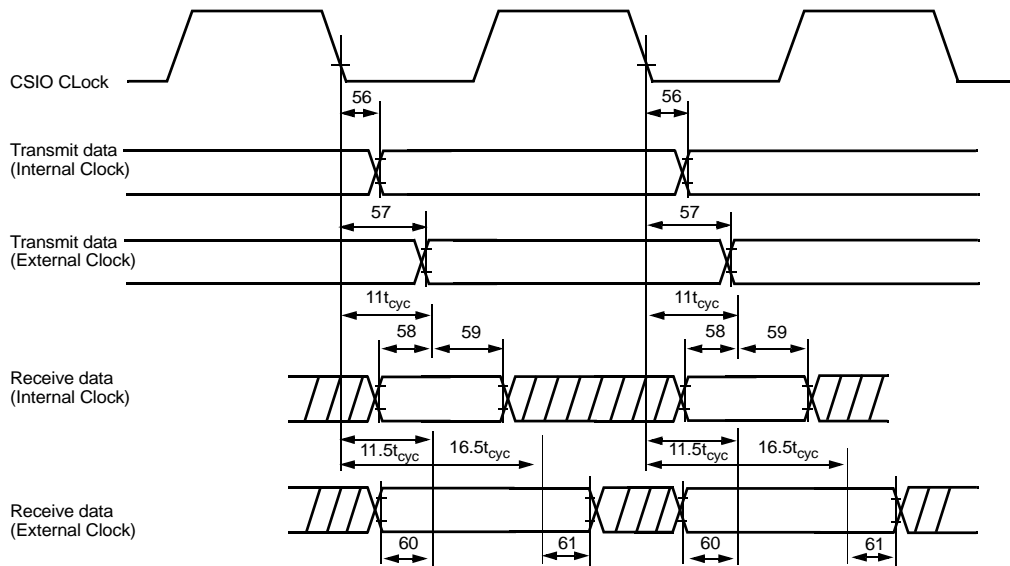 CSIO CLock
56 56
Transmit data
(Internal Clock)
57 57
Transmit data
(External Clock)
11tcyc 11tcyc
58 59 58 59
Receive data
(Internal Clock)
11.5tcyc 16.5tcyc 11.5tcyc 16.5tcyc
Receive data
(External Clock)
60 61 60 61